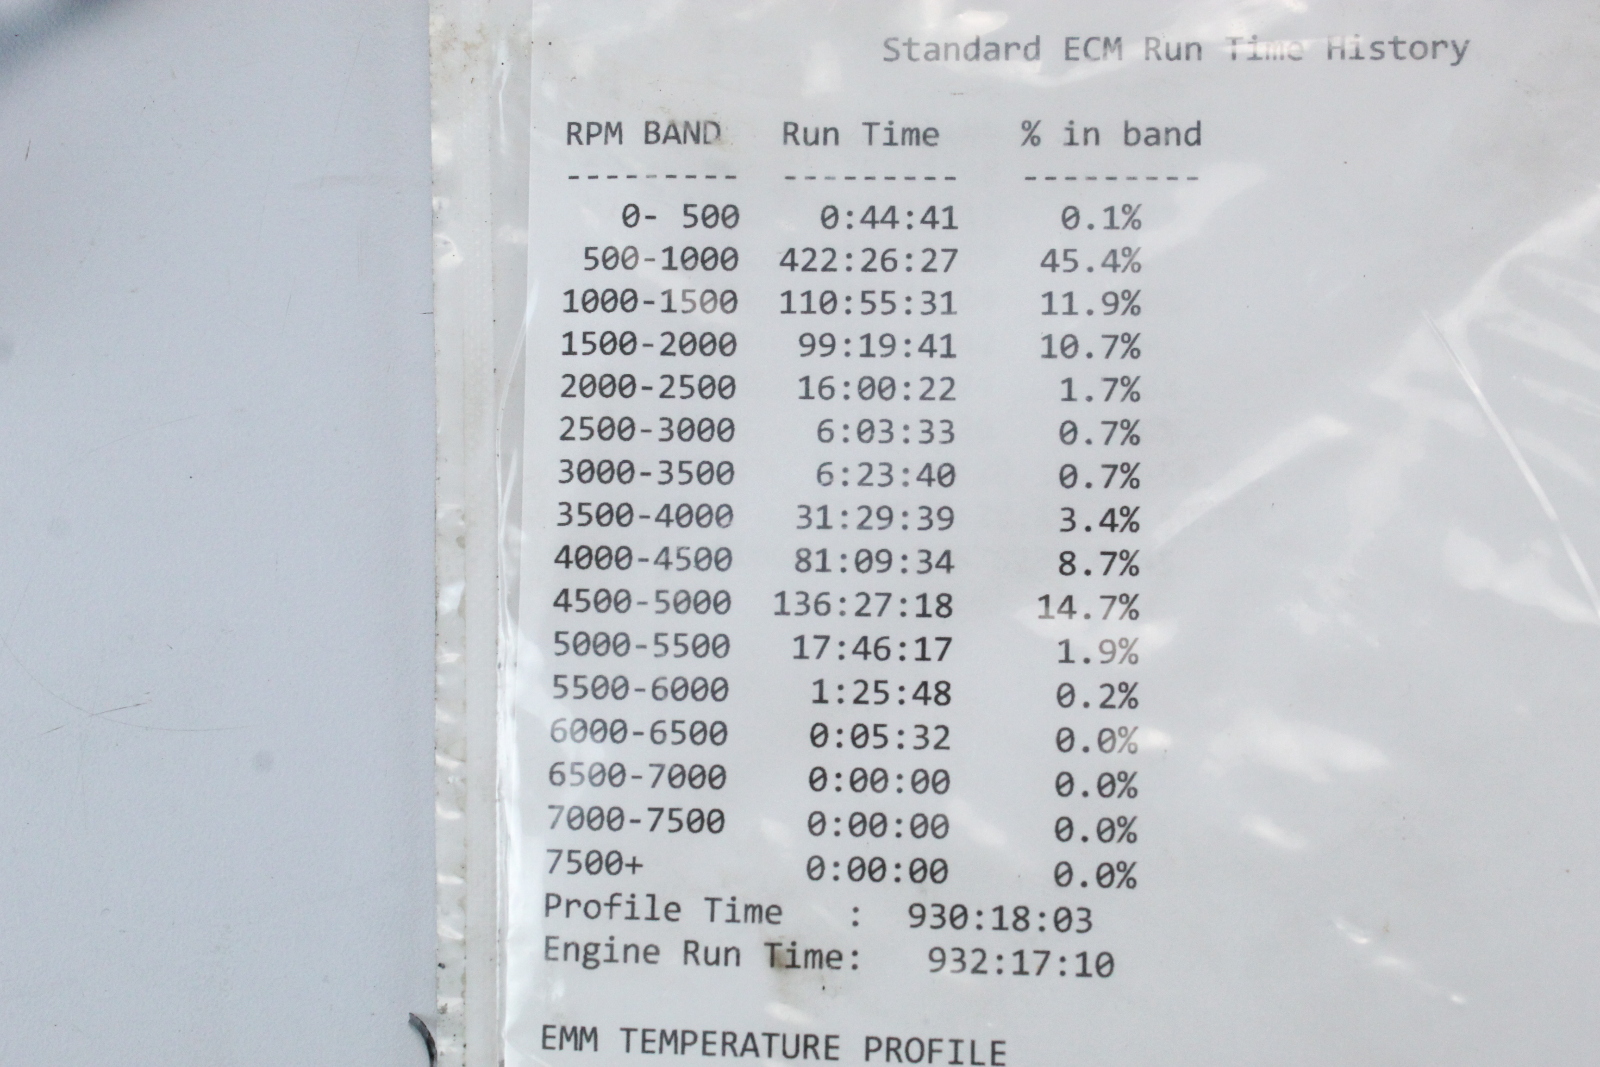 Standard ECM Run Time History
RPM BAND Run Time % in band
--------- --------- ---------
0- 500 0:44:41 0.1%
500-1000 422:26:27 45.4%
1000-1500 110:55:31 11.9%
1500-2000 99:19:41 10.7%
2000-2500 16:00:22 1.7%
2500-3000 6:03:33 0.7%
3000-3500 6:23:40 0.7%
3500-4000 31:29:39 3.4%
4000-4500 81:09:34 8.7%
4500-5000 136:27:18 14.7%
5000-5500 17:46:17 1.9%
5500-6000 1:25:48 0.2%
6000-6500 0:05:32 0.0%
6500-7000 0:00:00 0.0%
7000-7500 0:00:00 0.0%
7500+ 0:00:00 0.0%
Profile Time : 930:18:03
Engine Run Time: 932:17:10
EMM TEMPERATURE PROFILE